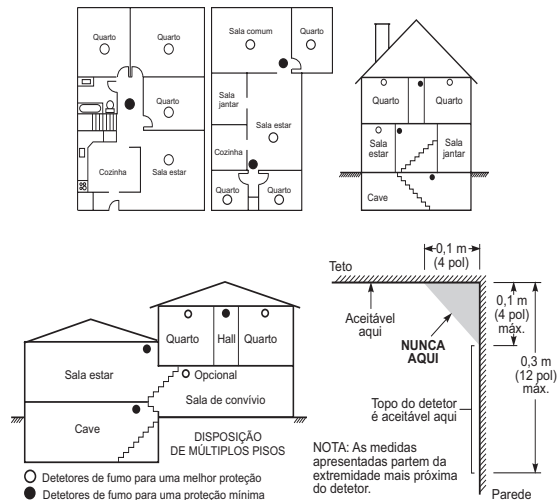 Quarto
Quarto
Quarto
Cozinha
Sala estar
Sala comum
Quarto
Sala
jantar
Sala estar
Cozinha
Quarto
Quarto
Quarto
Quarto
Sala
estar
Sala
jantar
Cave
Sala estar
Cave
Quarto
Hall
Quarto
Opcional
Sala de convívio
DISPOSIÇÃO
DE MÚLTIPLOS PISOS
Detetores de fumo para uma melhor proteção
Detetores de fumo para uma proteção mínima
0,1 m
(4 pol)
Teto
Aceitável
aqui
NUNCA
AQUI
0,1 m
(4 pol)
máx.
0,3 m
(12 pol)
máx.
Topo do detetor
é aceitável aqui
NOTA: As medidas
apresentadas partem da
extremidade mais próxima
do detetor.
Parede